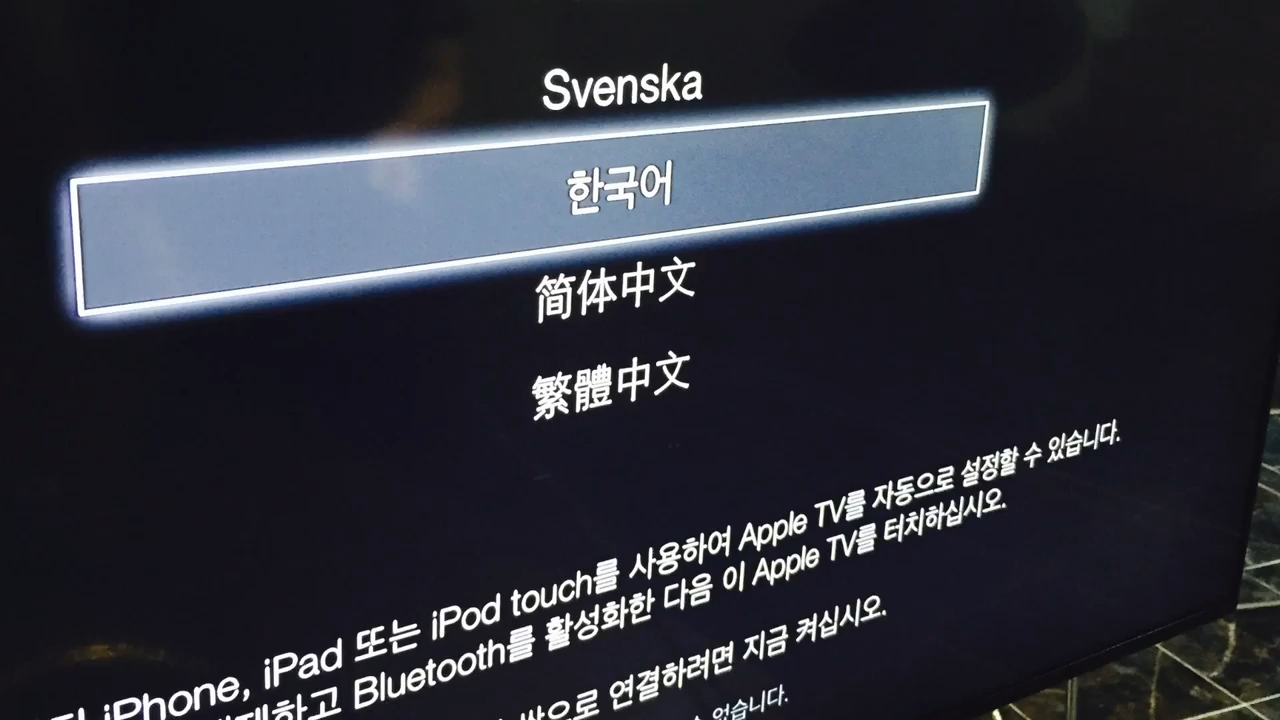 Svenska
한국어
简体中文
繁體中文
iPhone, iPad 또는 iPod touch를 사용하여 Apple TV를 자동으로 설정할 수 있습니다.
Bluetooth를 활성화한 다음 이 Apple TV를 터치하십시오.
연결하려면 지금 켜십시오.
없습니다.